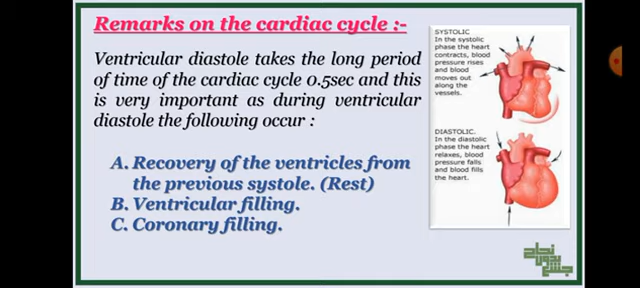 Remarks on the cardiac cycle :-
Ventricular diastole takes the long period
of time of the cardiac cycle 0.5sec and this
is very important as during ventricular
diastole the following occur :
A. Recovery of the ventricles from
the previous systole. (Rest)
B. Ventricular filling.
C. Coronary filling.
SYSTOLIC
In the systolic
phase the heart
contracts, blood
pressure rises
and blood
moves out
along the
vessels.
DIASTOLIC.
In the diastolic
phase the heart
relaxes, blood
pressure falls
and blood fills
the heart.